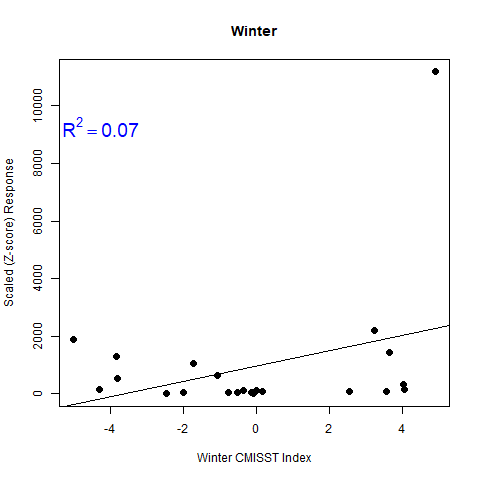 Winter
R² = 0.07
Scaled (Z-score) Response
10000
8000
6000
4000
2000
0
-4 -2 0 2 4
Winter CMISST Index